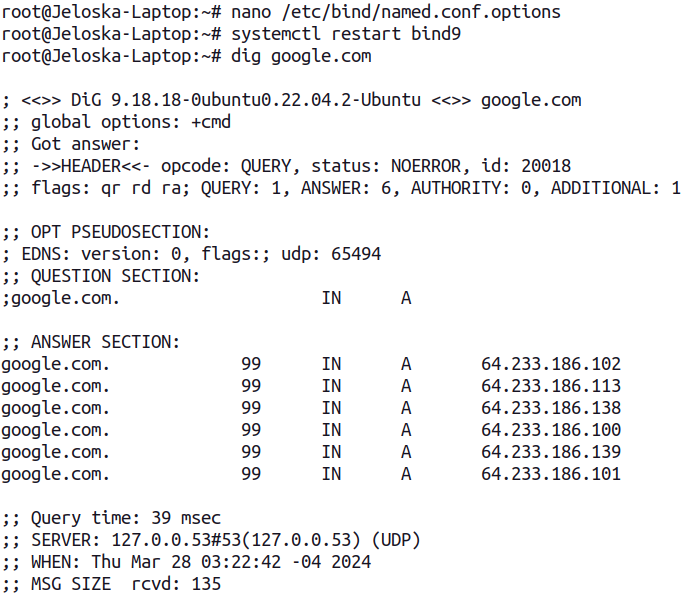 root@Jeloska-Laptop:~# nano /etc/bind/named.conf.options
root@Jeloska-Laptop:~# systemctl restart bind9
root@Jeloska-Laptop:~# dig google.com

; <<>> DiG 9.18.18-0ubuntu0.22.04.2-Ubuntu <<>> google.com
;; global options: +cmd
;; Got answer:
;; ->>HEADER<<- opcode: QUERY, status: NOERROR, id: 20018
;; flags: qr rd ra; QUERY: 1, ANSWER: 6, AUTHORITY: 0, ADDITIONAL: 1

;; OPT PSEUDOSECTION:
; EDNS: version: 0, flags:; udp: 65494
;; QUESTION SECTION:
;google.com.                    IN      A

;; ANSWER SECTION:
google.com.             99      IN      A       64.233.186.102
google.com.             99      IN      A       64.233.186.113
google.com.             99      IN      A       64.233.186.138
google.com.             99      IN      A       64.233.186.100
google.com.             99      IN      A       64.233.186.139
google.com.             99      IN      A       64.233.186.101

;; Query time: 39 msec
;; SERVER: 127.0.0.53#53(127.0.0.53) (UDP)
;; WHEN: Thu Mar 28 03:22:42 -04 2024
;; MSG SIZE  rcvd: 135